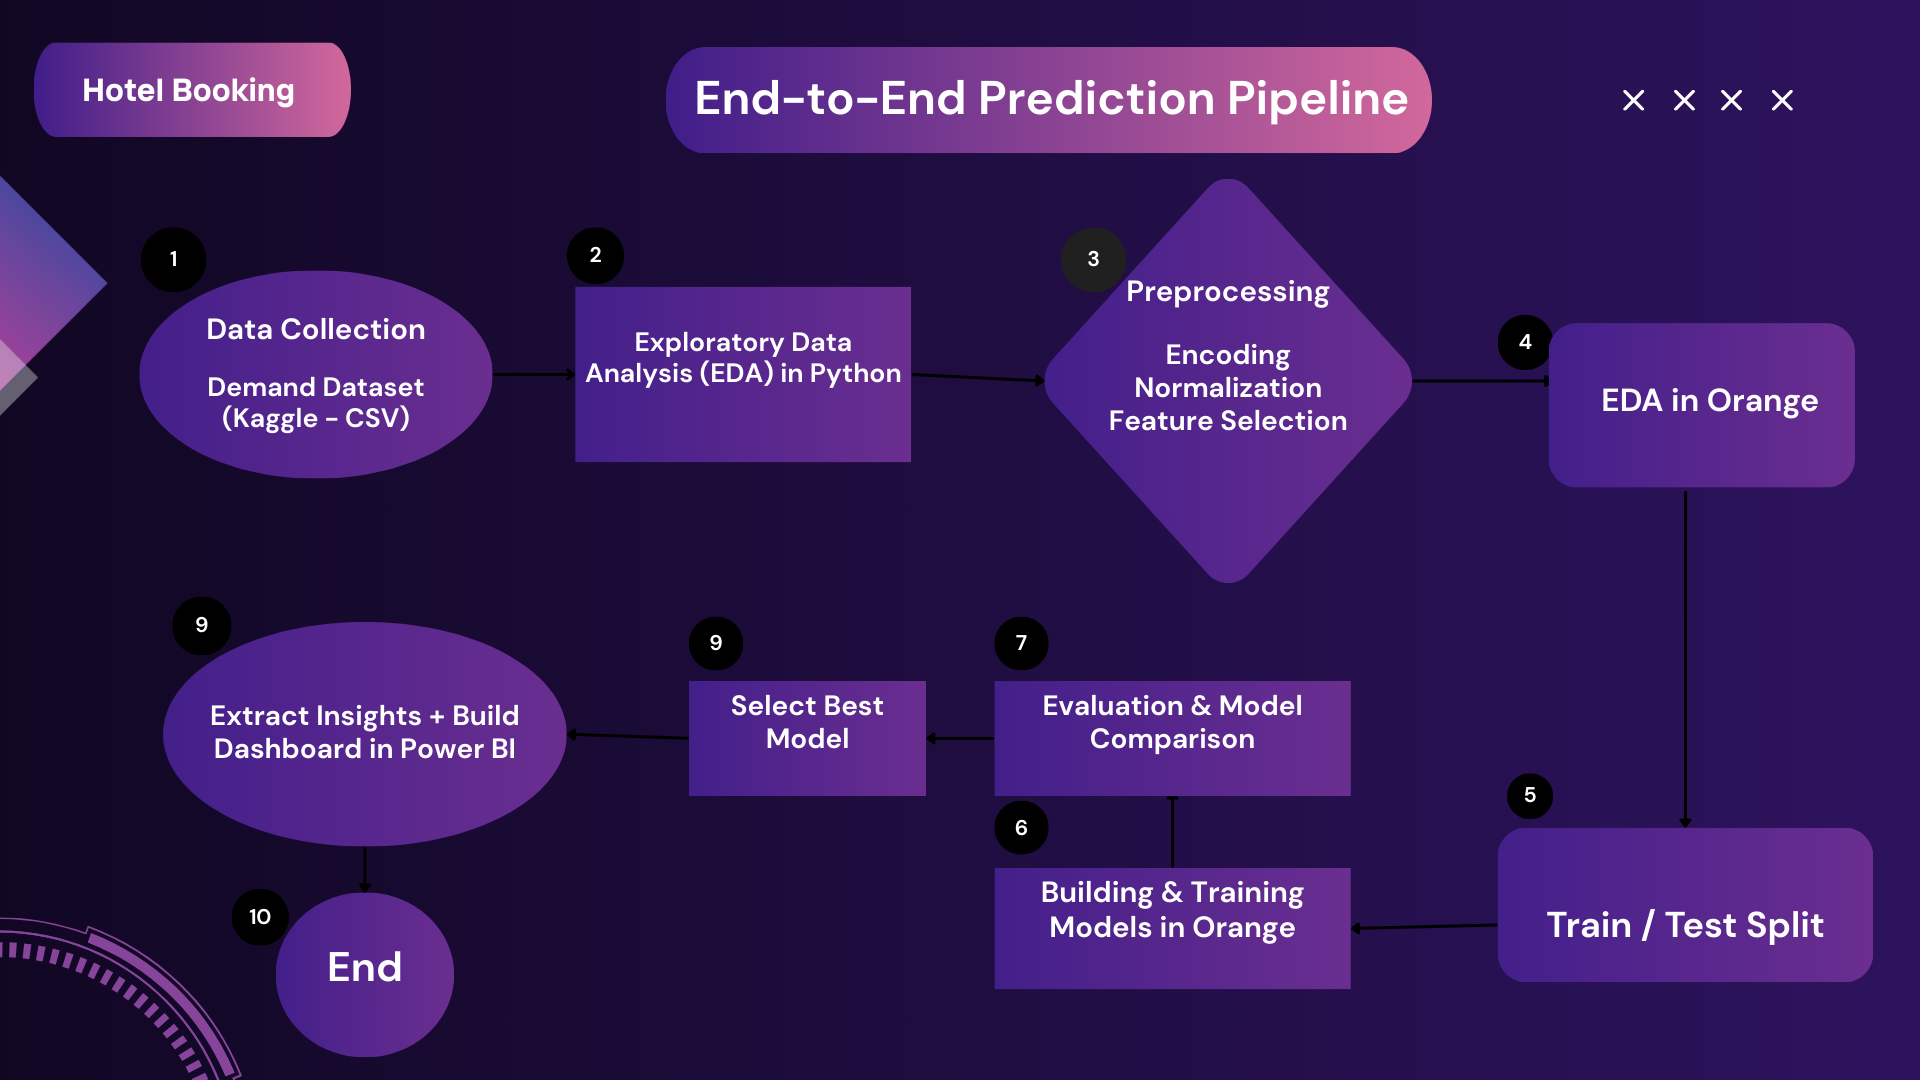 Hotel Booking
End-to-End Prediction Pipeline
1
Data Collection
Demand Dataset
(Kaggle - CSV)
2
Exploratory Data
Analysis (EDA) in Python
3
Preprocessing
Encoding
Normalization
Feature Selection
4
EDA in Orange
5
Train / Test Split
6
Building & Training
Models in Orange
7
Evaluation & Model
Comparison
9
Select Best
Model
9
Extract Insights + Build
Dashboard in Power BI
10
End